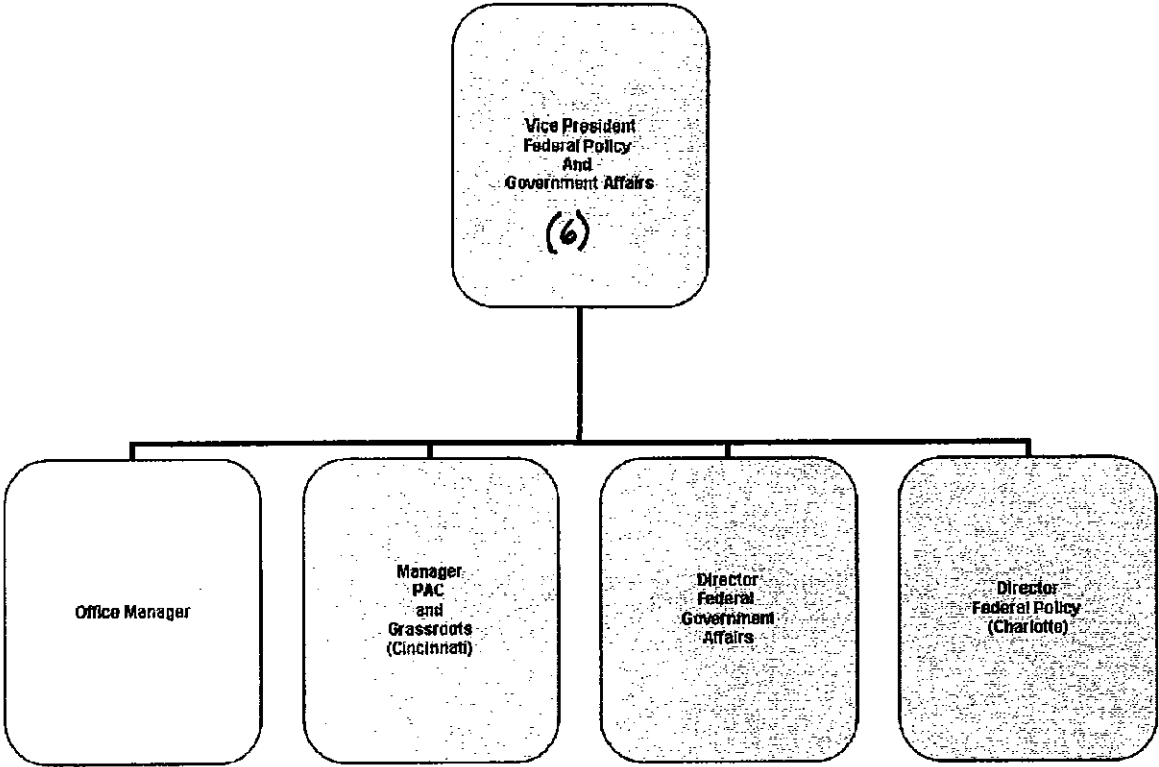 Vice President
Federal Policy
And
Government Affairs
(6)
Office Manager
Manager
PAC
and
Grassroots
(Cincinnati)
Director
Federal
Government
Affairs
Director
Federal Policy
(Charlotte)